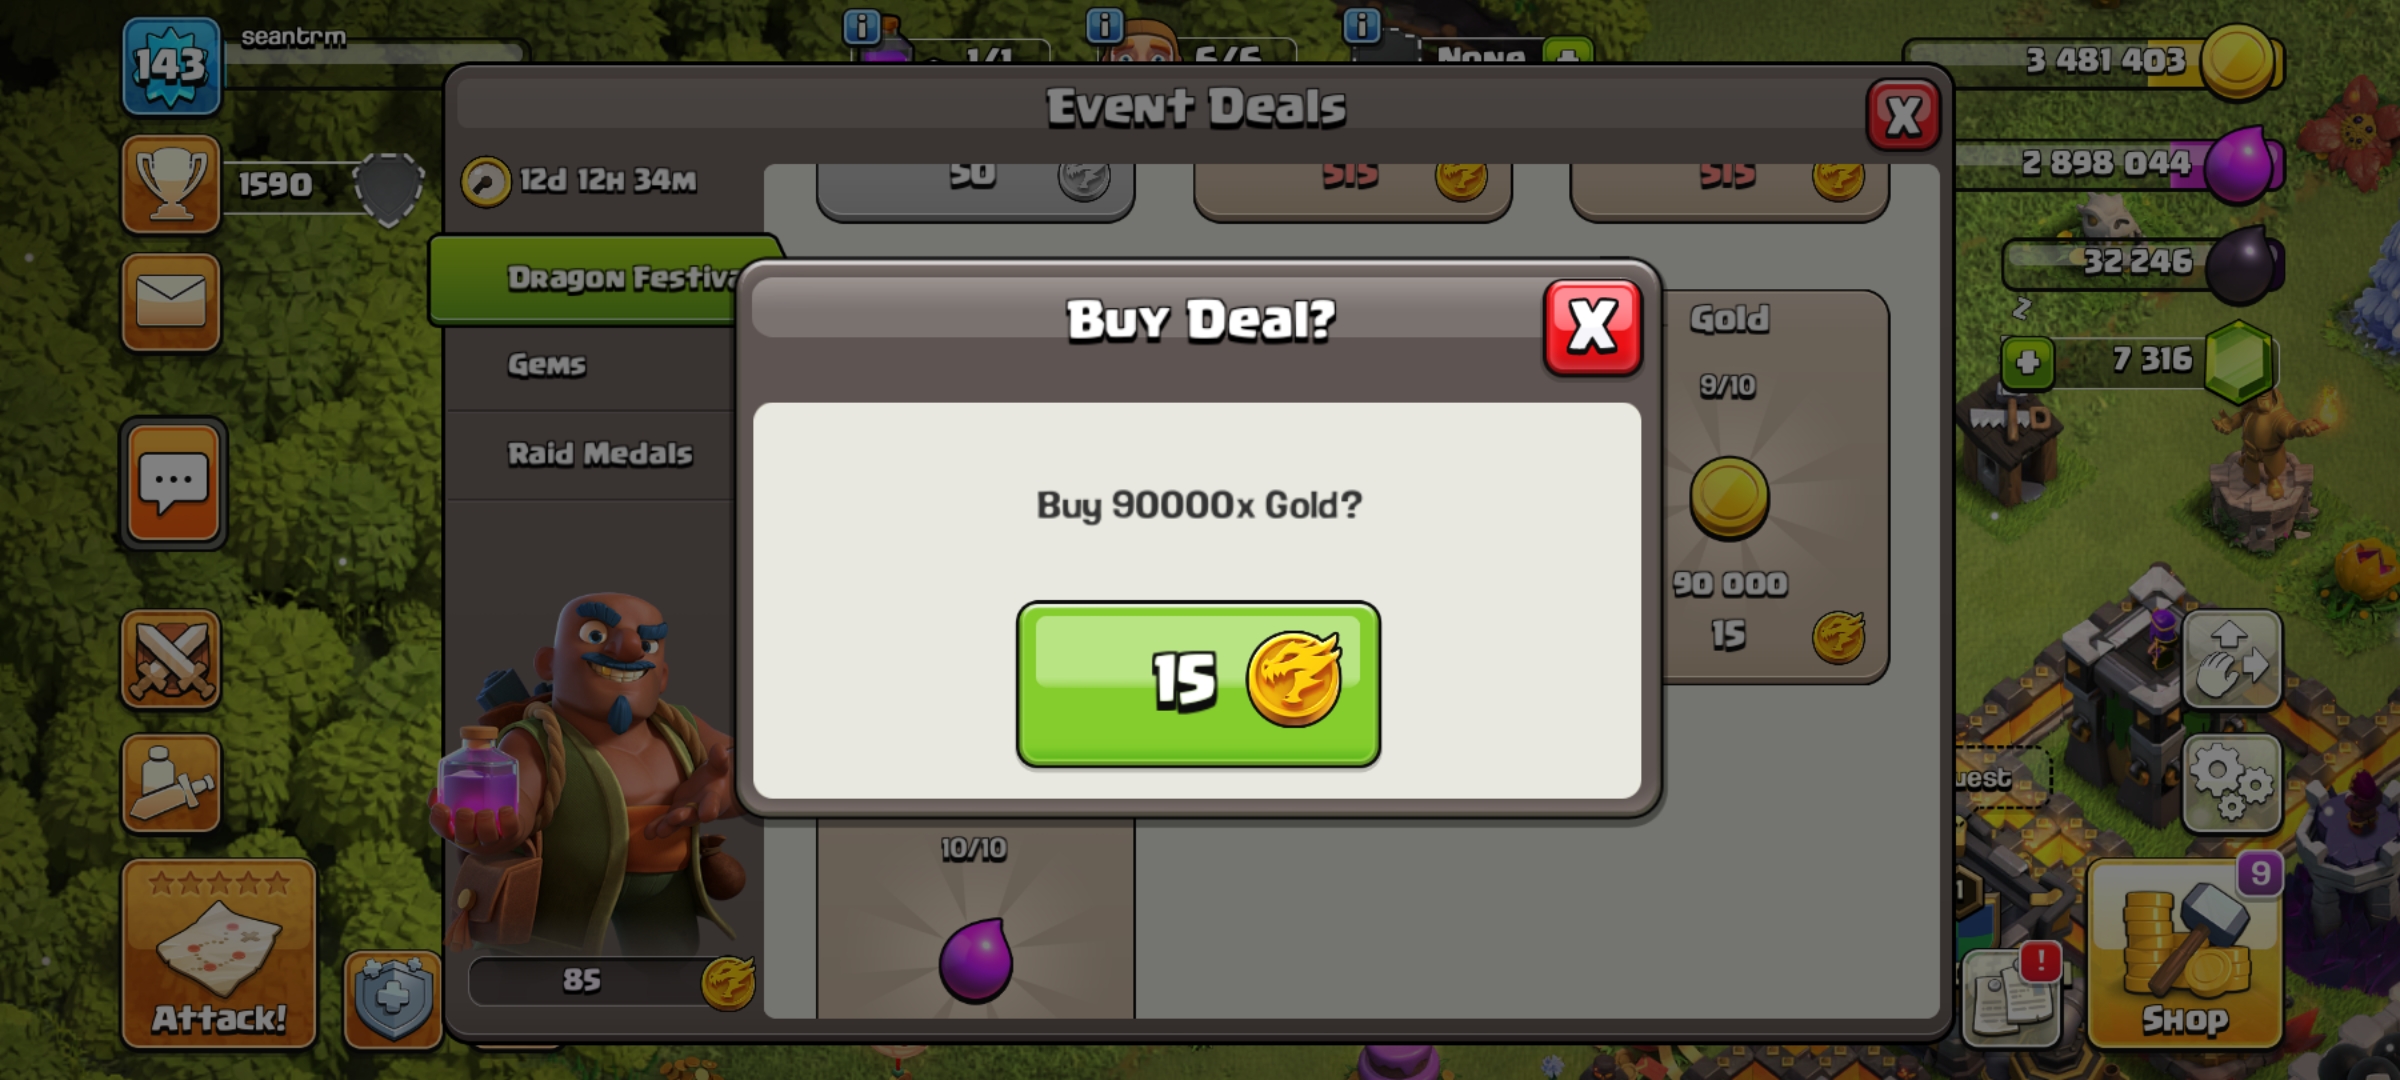 143
seantrm
1/1
6/6
None
3 481 403
Event Deals
X
1590
12d 12H 34M
50
515
515
2 898 044
Dragon Festiva
32 246
Z
Buy Deal?
X
Gold
9/10
Gems
7 316
Raid Medals
Buy 90000x Gold?
90 000
15
15
uest
10/10
9
85
!
Attack!
Shop